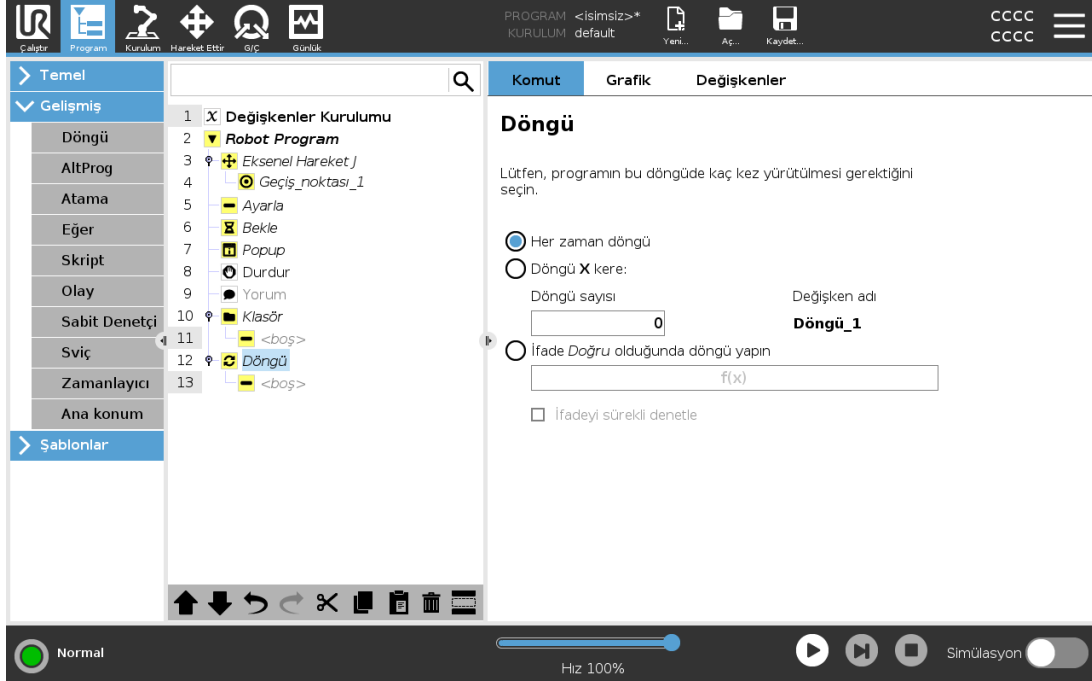 UR
PROGRAM <isimsiz>*
KURULUM default
CCCC
CCCC
Çalıştır Program Kurulum Hareket Ettir G/Ç Günlük Yeni... Aç... Kaydet...
Temel
Gelişmiş
Döngü
AltProg
Atama
Eğer
Skript
Olay
Sabit Denetçi
Sviç
Zamanlayıcı
Ana konum
Şablonlar
1 X Değişkenler Kurulumu
2 Robot Program
3 Eksenel Hareket J
4 Geçiş_noktası_1
5 Ayarla
6 Bekle
7 Popup
8 Durdur
9 Yorum
10 Klasör
11 <boş>
12 Döngü
13 <boş>
Komut Grafik Değişkenler
Döngü
Lütfen, programın bu döngüde kaç kez yürütülmesi gerektiğini
seçin.
Her zaman döngü
Döngü X kere:
Döngü sayısı Değişken adı
0 Döngü_1
İfade Doğru olduğunda döngü yapın
f(x)
İfadeyi sürekli denetle
Normal
Hız 100%
Simülasyon